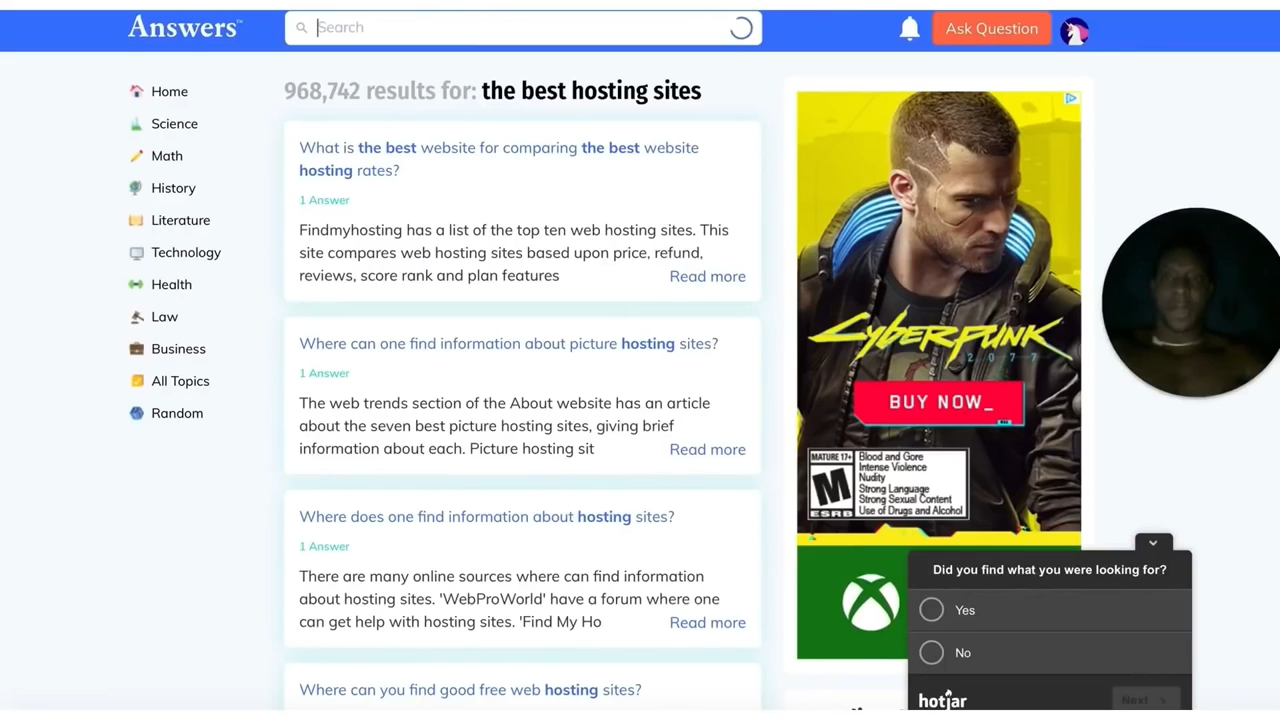 Answers™
Search
Ask Question
Home
Science
Math
History
Literature
Technology
Health
Law
Business
All Topics
Random
968,742 results for: the best hosting sites
What is the best website for comparing the best website
hosting rates?
1 Answer
Findmyhosting has a list of the top ten web hosting sites. This
site compares web hosting sites based upon price, refund,
reviews, score rank and plan features
Read more
Where can one find information about picture hosting sites?
1 Answer
The web trends section of the About website has an article
about the seven best picture hosting sites, giving brief
information about each. Picture hosting sit
Read more
Where does one find information about hosting sites?
1 Answer
There are many online sources where can find information
about hosting sites. 'WebProWorld' have a forum where one
can get help with hosting sites. 'Find My Ho
Read more
Where can you find good free web hosting sites?
CYBERPUNK
2077
BUY NOW_
MATURE 17+
M
ESRB
Blood and Gore
Intense Violence
Nudity
Strong Language
Strong Sexual Content
Use of Drugs and Alcohol
Did you find what you were looking for?
Yes
No
hotjar
Next